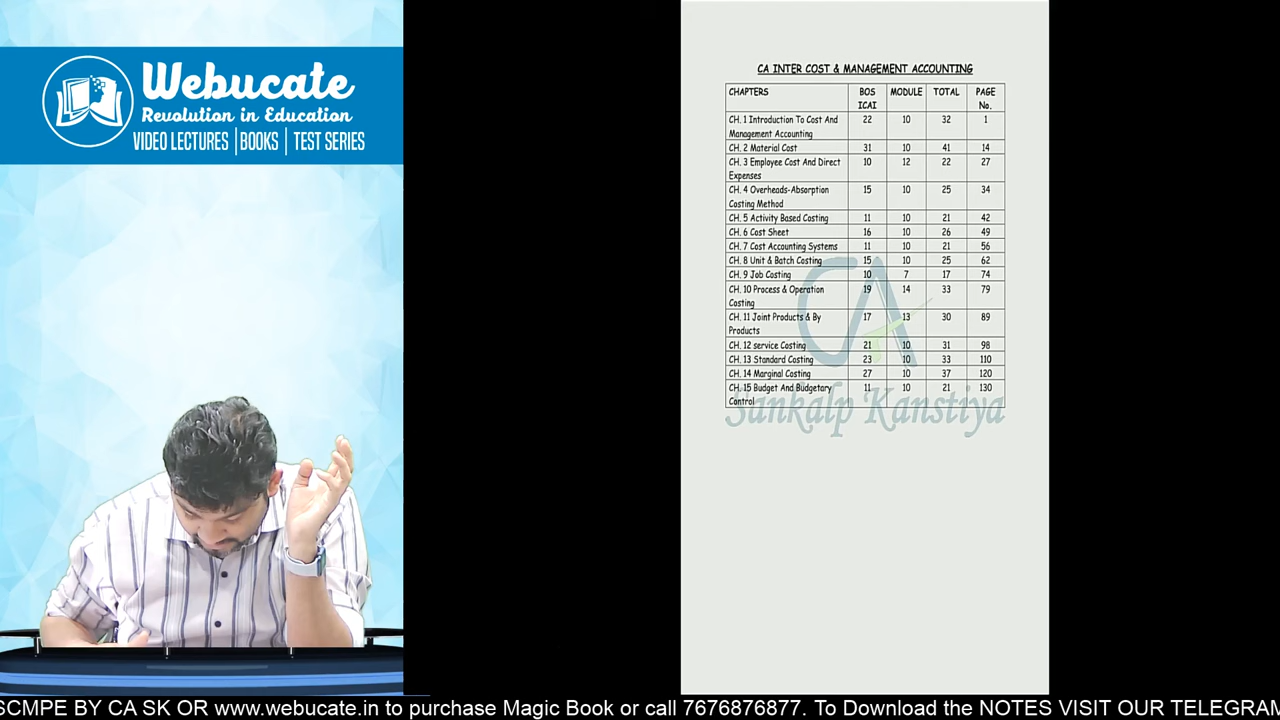 Webucate
Revolution in Education
VIDEO LECTURES | BOOKS | TEST SERIES
CA INTER COST & MANAGEMENT ACCOUNTING
CHAPTERS BOS ICAI MODULE TOTAL PAGE No.
CH. 1 Introduction To Cost And Management Accounting 22 10 32 1
CH. 2 Material Cost 31 10 41 14
CH. 3 Employee Cost And Direct Expenses 10 12 22 27
CH. 4 Overheads-Absorption Costing Method 15 10 25 34
CH. 5 Activity Based Costing 11 10 21 42
CH. 6 Cost Sheet 16 10 26 49
CH. 7 Cost Accounting Systems 11 10 21 56
CH. 8 Unit & Batch Costing 15 10 25 62
CH. 9 Job Costing 10 7 17 74
CH. 10 Process & Operation Costing 19 14 33 79
CH. 11 Joint Products & By Products 17 13 30 89
CH. 12 service Costing 21 10 31 98
CH. 13 Standard Costing 23 10 33 110
CH. 14 Marginal Costing 27 10 37 120
CH. 15 Budget And Budgetary Control 11 10 21 130
CA
Sankalp Kanstiya
SCMPE BY CA SK OR www.webucate.in to purchase Magic Book or call 7676876877. To Download the NOTES VISIT OUR TELEGRAM